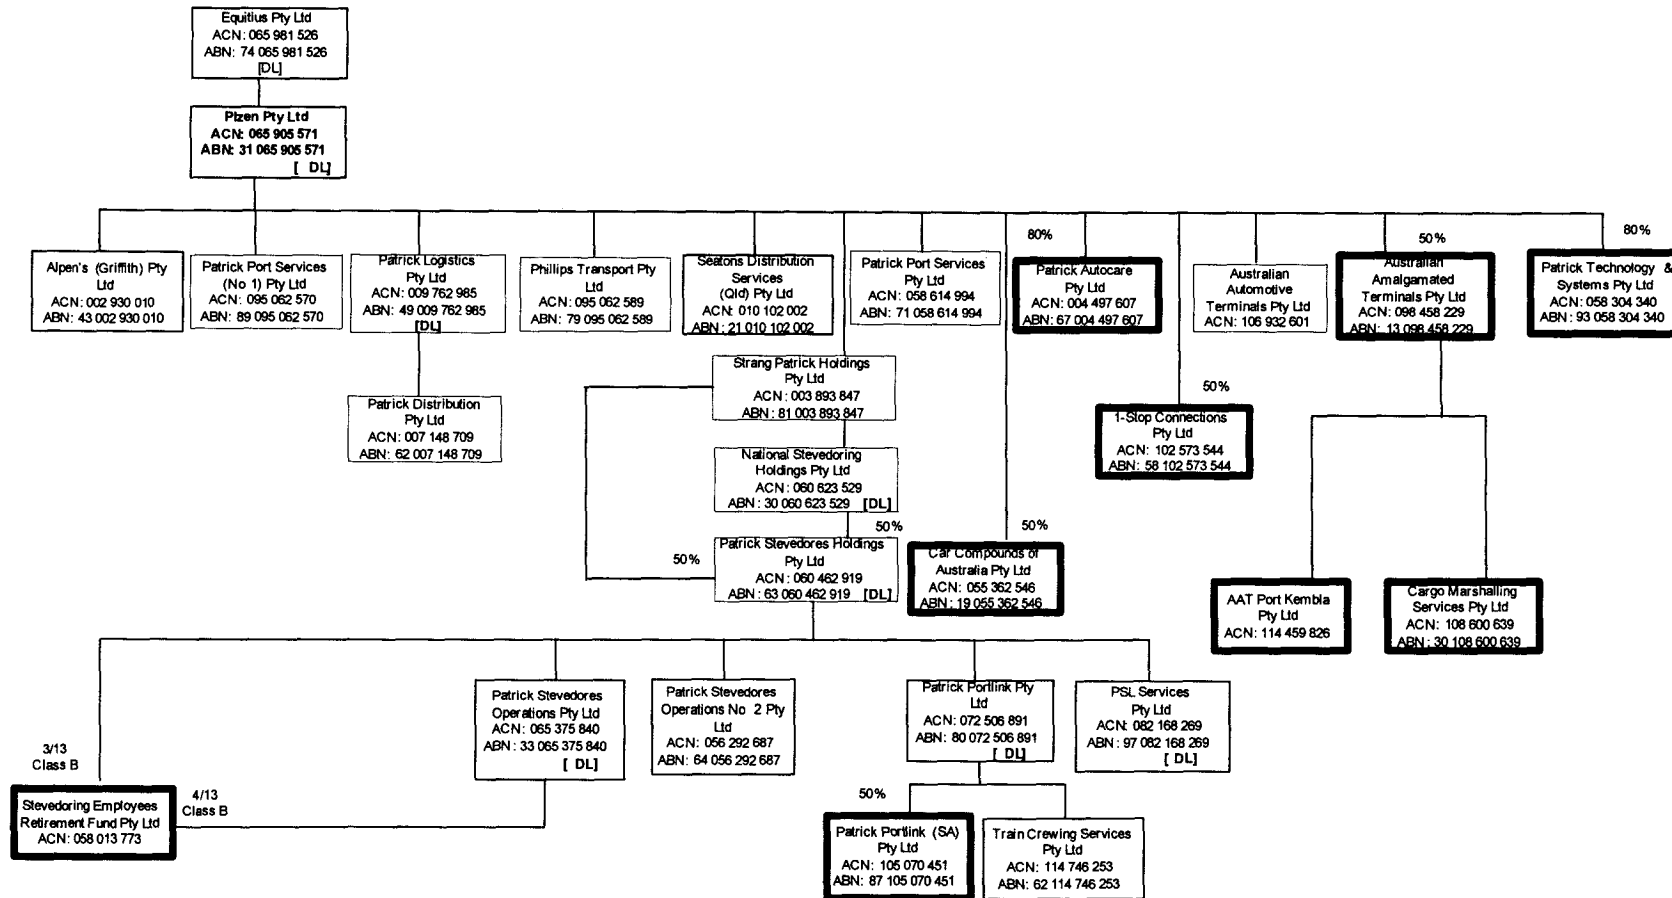 Equitius Pty Ltd
ACN: 065 981 526
ABN: 74 065 981 526
[DL]
Plzen Pty Ltd
ACN: 065 905 571
ABN: 31 065 905 571
[ DL]
Alpen's (Griffith) Pty
Ltd
ACN: 002 930 010
ABN: 43 002 930 010
Patrick Port Services
(No 1) Pty Ltd
ACN: 095 062 570
ABN: 89 095 062 570
Patrick Logistics
Pty Ltd
ACN: 009 762 985
ABN: 49 009 762 985
[DL]
Phillips Transport Pty
Ltd
ACN: 095 062 589
ABN: 79 095 062 589
Seatons Distribution
Services
(Qld) Pty Ltd
ACN: 010 102 002
ABN: 21 010 102 002
Patrick Port Services
Pty Ltd
ACN: 058 614 994
ABN: 71 058 614 994
80%
Patrick Autocare
Pty Ltd
ACN: 004 497 607
ABN: 67 004 497 607
Australian
Automotive
Terminals Pty Ltd
ACN: 106 932 601
50%
Australian
Amalgamated
Terminals Pty Ltd
ACN: 098 458 229
ABN: 13 098 458 229
80%
Patrick Technology &
Systems Pty Ltd
ACN: 058 304 340
ABN: 93 058 304 340
Patrick Distribution
Pty Ltd
ACN: 007 148 709
ABN: 62 007 148 709
Strang Patrick Holdings
Pty Ltd
ACN: 003 893 847
ABN: 81 003 893 847
50%
1-Stop Connections
Pty Ltd
ACN: 102 573 544
ABN: 58 102 573 544
National Stevedoring
Holdings Pty Ltd
ACN: 060 623 529
ABN: 30 060 623 529 [DL]
50%
50%
Patrick Stevedores Holdings
Pty Ltd
ACN: 060 462 919
ABN: 63 060 462 919 [DL]
50%
Car Compounds of
Australia Pty Ltd
ACN: 055 362 546
ABN: 19 055 362 546
AAT Port Kembla
Pty Ltd
ACN: 114 459 826
Cargo Marshalling
Services Pty Ltd
ACN: 108 600 639
ABN: 30 108 600 639
Patrick Stevedores
Operations Pty Ltd
ACN: 065 375 840
ABN: 33 065 375 840
[ DL]
Patrick Stevedores
Operations No 2 Pty
Ltd
ACN: 056 292 687
ABN: 64 056 292 687
Patrick Portlink Pty
Ltd
ACN: 072 506 891
ABN: 80 072 506 891
[ DL]
PSL Services
Pty Ltd
ACN: 082 168 269
ABN: 97 082 168 269
[ DL]
3/13
Class B
Stevedoring Employees
Retirement Fund Pty Ltd
ACN: 058 013 773
4/13
Class B
50%
Patrick Portlink (SA)
Pty Ltd
ACN: 105 070 451
ABN: 87 105 070 451
Train Crewing Services
Pty Ltd
ACN: 114 746 253
ABN: 62 114 746 253